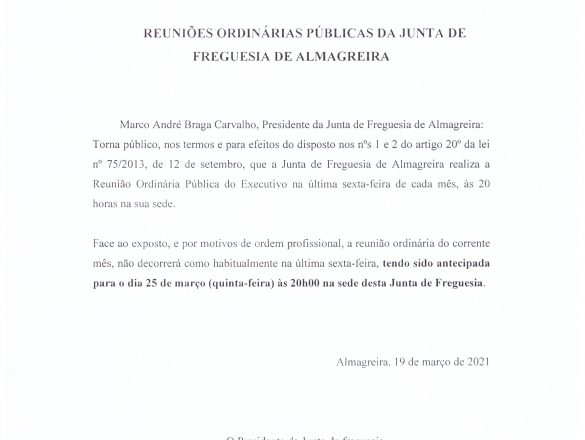 REUNIÕES ORDINÁRIAS PÚBLICAS DA JUNTA DE
FREGUESIA DE ALMAGREIRA
Marco André Braga Carvalho, Presidente da Junta de Freguesia de Almagreira:
Torna público, nos termos e para efeitos do disposto nos nºs 1 e 2 do artigo 20º da lei
nº 75/2013, de 12 de setembro, que a Junta de Freguesia de Almagreira realiza a
Reunião Ordinária Pública do Executivo na última sexta-feira de cada mês, às 20
horas na sua sede.
Face ao exposto, e por motivos de ordem profissional, a reunião ordinária do corrente
mês, não decorrerá como habitualmente na última sexta-feira, tendo sido antecipada
para o dia 25 de março (quinta-feira) às 20h00 na sede desta Junta de Freguesia.
Almagreira, 19 de março de 2021
O Presidente da Junta de freguesia